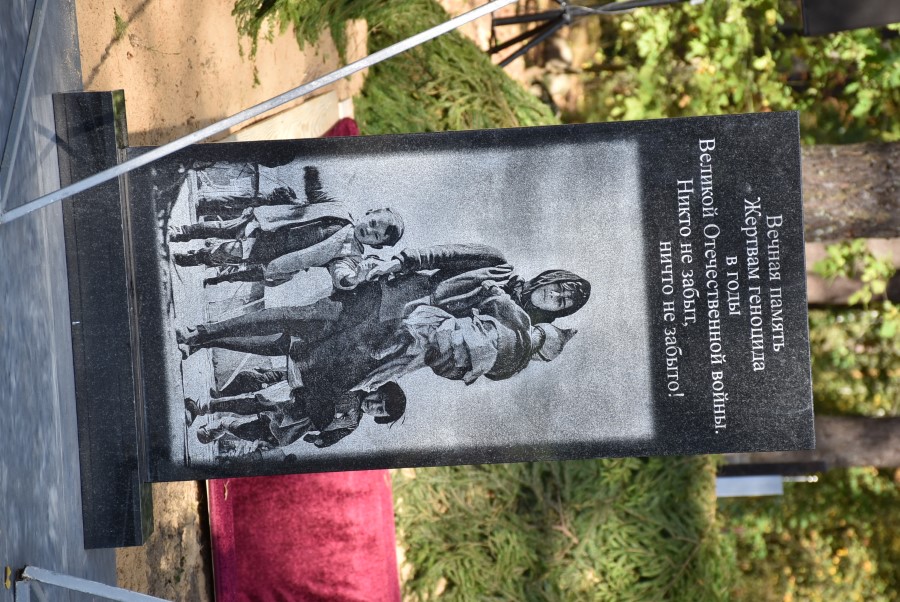 Вечная память
Жертвам геноцида
в годы
Великой Отечественной войны.
Никто не забыт,
ничто не забыто!